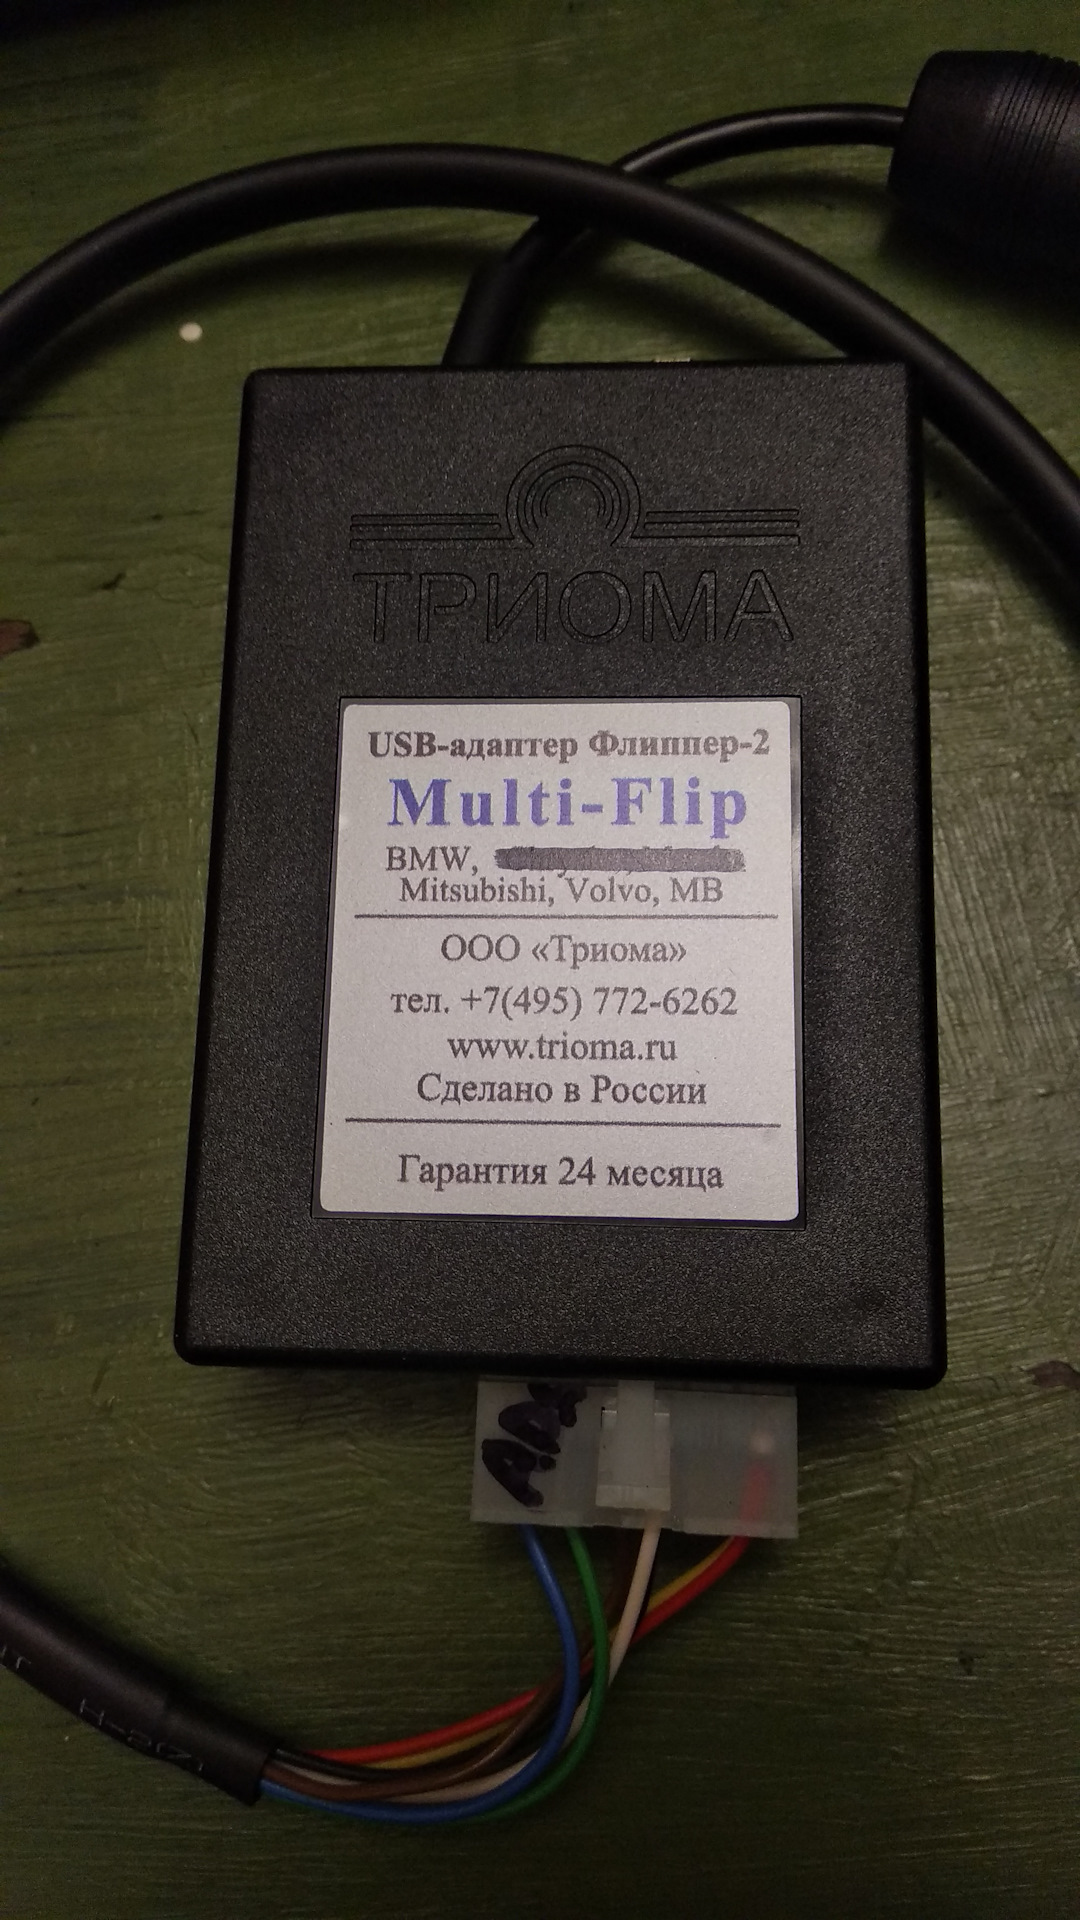 ТРИОМА
USB-адаптер Флиппер-2
Multi-Flip
BMW,
Mitsubishi, Volvo, MB
ООО «Триома»
тел. +7(495) 772-6262
www.trioma.ru
Сделано в России
Гарантия 24 месяца